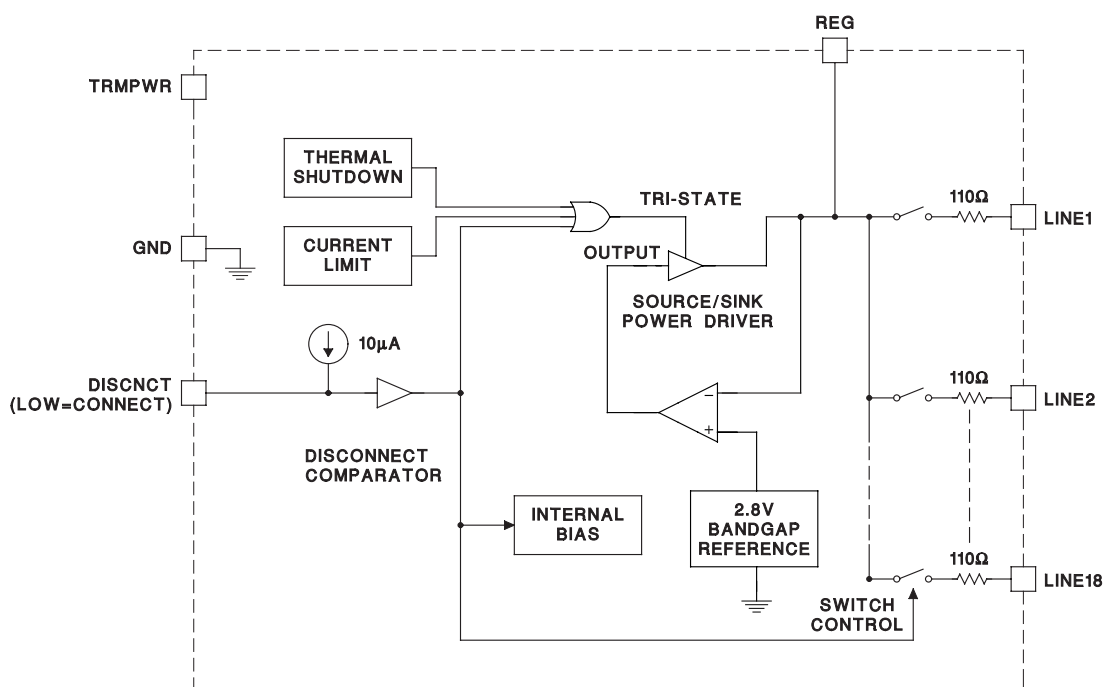 REG
TRMPWR
THERMAL
SHUTDOWN
TRI-STATE
110Ω
LINE1
GND
CURRENT
LIMIT
OUTPUT
SOURCE/SINK
POWER DRIVER
10μA
DISCNCT
(LOW=CONNECT)
110Ω
LINE2
−
+
DISCONNECT
COMPARATOR
INTERNAL
BIAS
2.8V
BANDGAP
REFERENCE
110Ω
LINE18
SWITCH
CONTROL